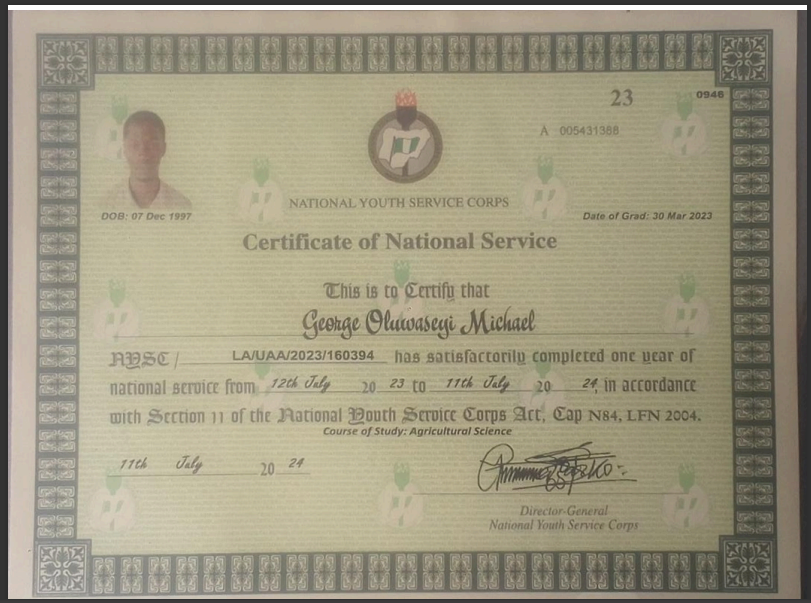 23
0946
A 005431388
NATIONAL YOUTH SERVICE CORPS
DOB: 07 Dec 1997
Date of Grad: 30 Mar 2023
Certificate of National Service
This is to Certify that
George Oluwaseyi Michael
NYSC / LA/UAA/2023/160394 has satisfactorily completed one year of
national service from 12th July 20 23 to 11th July 20 24, in accordance
with Section 11 of the National Youth Service Corps Act, Cap N84, LFN 2004.
Course of Study: Agricultural Science
11th July 20 24
Director-General
National Youth Service Corps